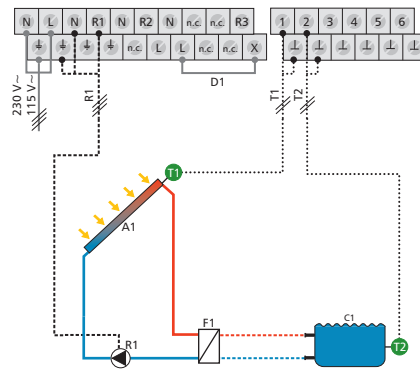 N L N R1 N R2 N n.c. n.c. R3
1 2 3 4 5 6
n.c. L L n.c. n.c. X
D1
230 V~
115 V~
R1
T1
T2
T1
A1
F1
C1
R1
T2